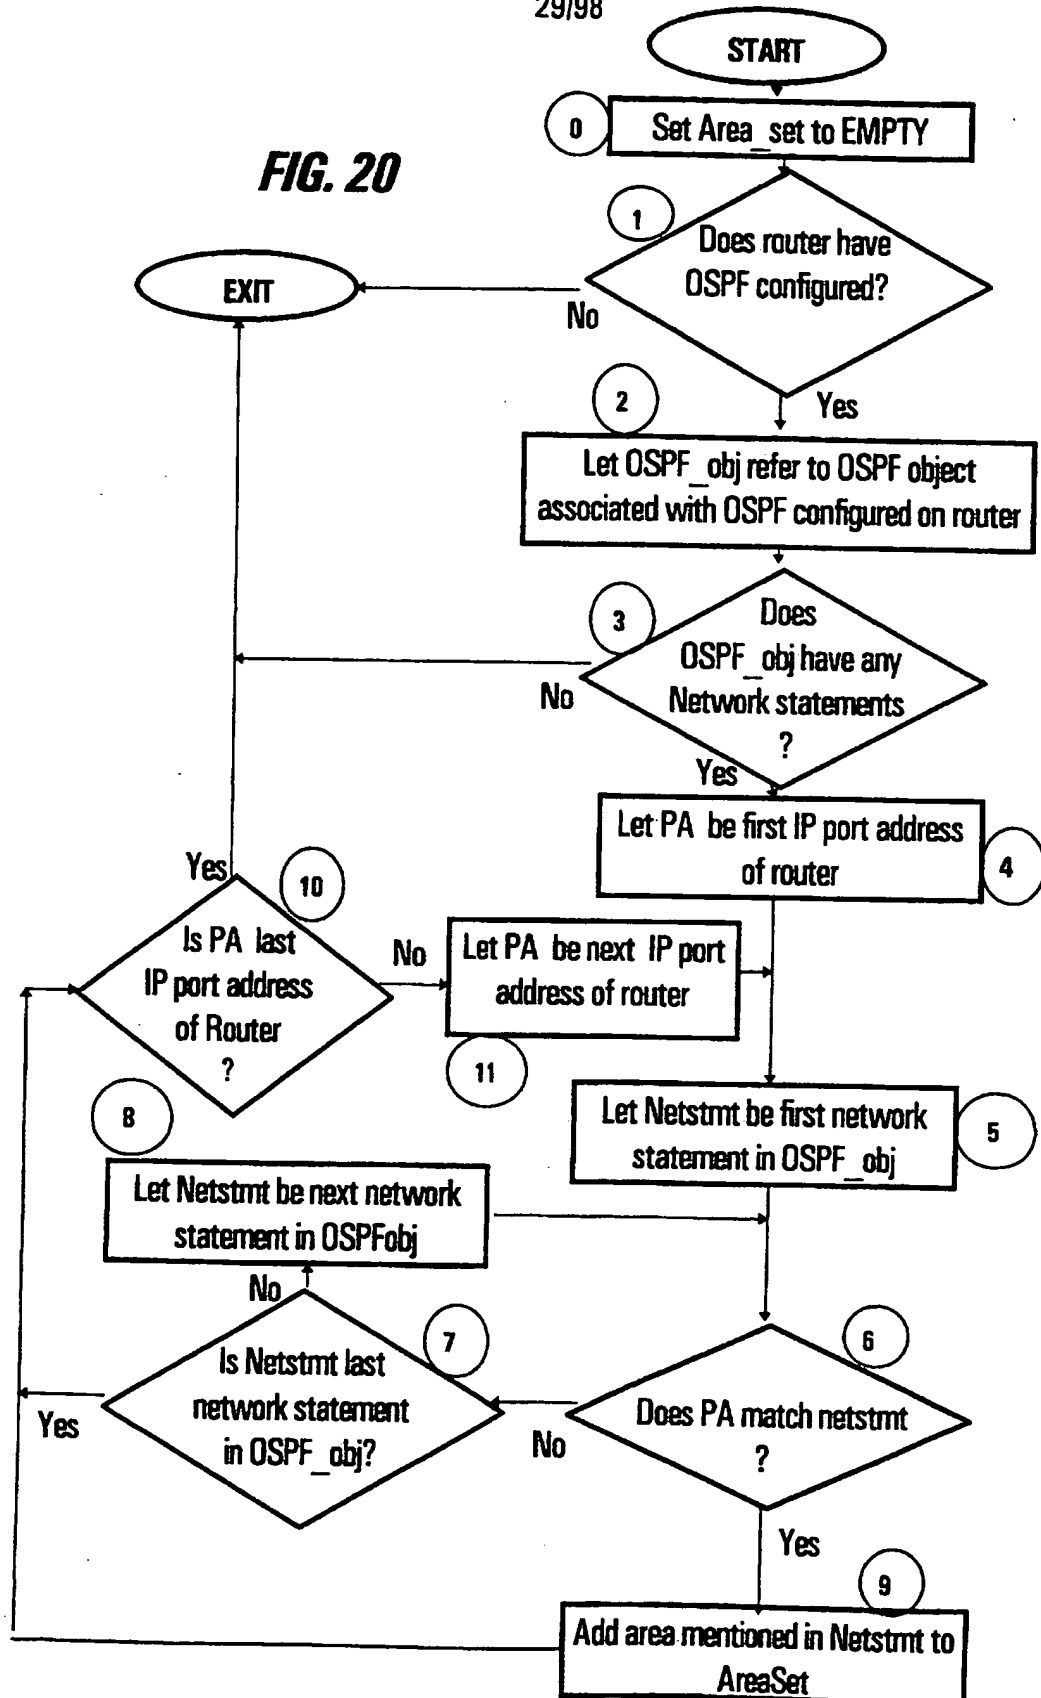 29/98
START
0
Set Area_set to EMPTY
FIG. 20
1
Does router have
OSPF configured?
EXIT
No
Yes
2
Let OSPF_obj refer to OSPF object
associated with OSPF configured on router
3
Does
OSPF_obj have any
Network statements
?
No
Yes
Let PA be first IP port address
of router
4
Yes
10
Is PA last
IP port address
of Router
?
No
Let PA be next IP port
address of router
11
8
Let Netstmt be first network
statement in OSPF_obj
5
Let Netstmt be next network
statement in OSPFobj
No
7
Is Netstmt last
network statement
in OSPF_obj?
Yes
6
Does PA match netstmt
?
No
Yes
9
Add area mentioned in Netstmt to
AreaSet